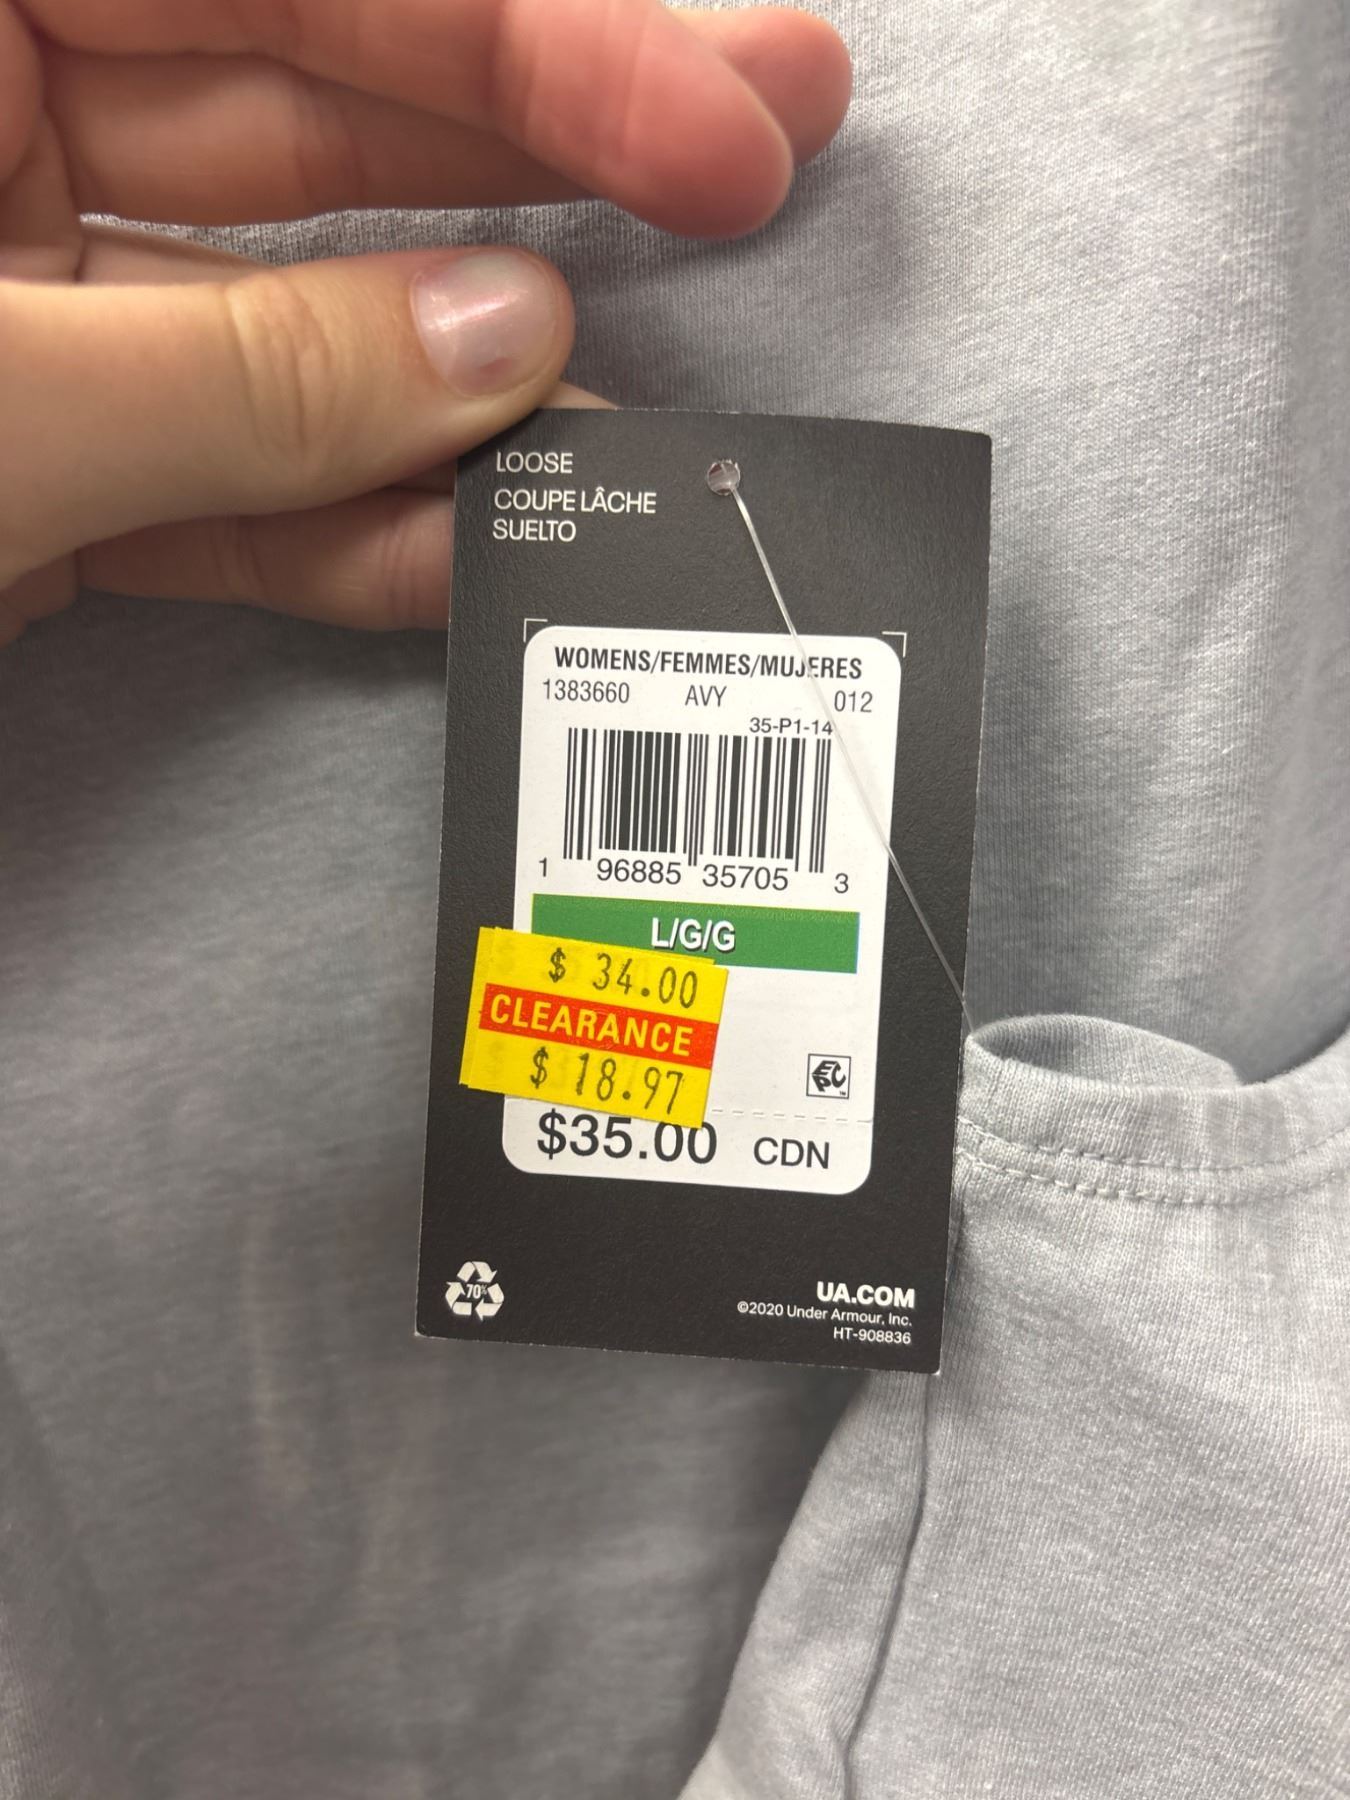 LOOSE
COUPE LÂCHE
SUELTO
WOMENS/FEMMES/MUJERES
1383660 AVY 012
35-P1-14
1 96885 35705 3
L/G/G
$ 34.00
CLEARANCE
$ 18.97
$35.00 CDN
70%
UA.COM
©2020 Under Armour, Inc.
HT-908836